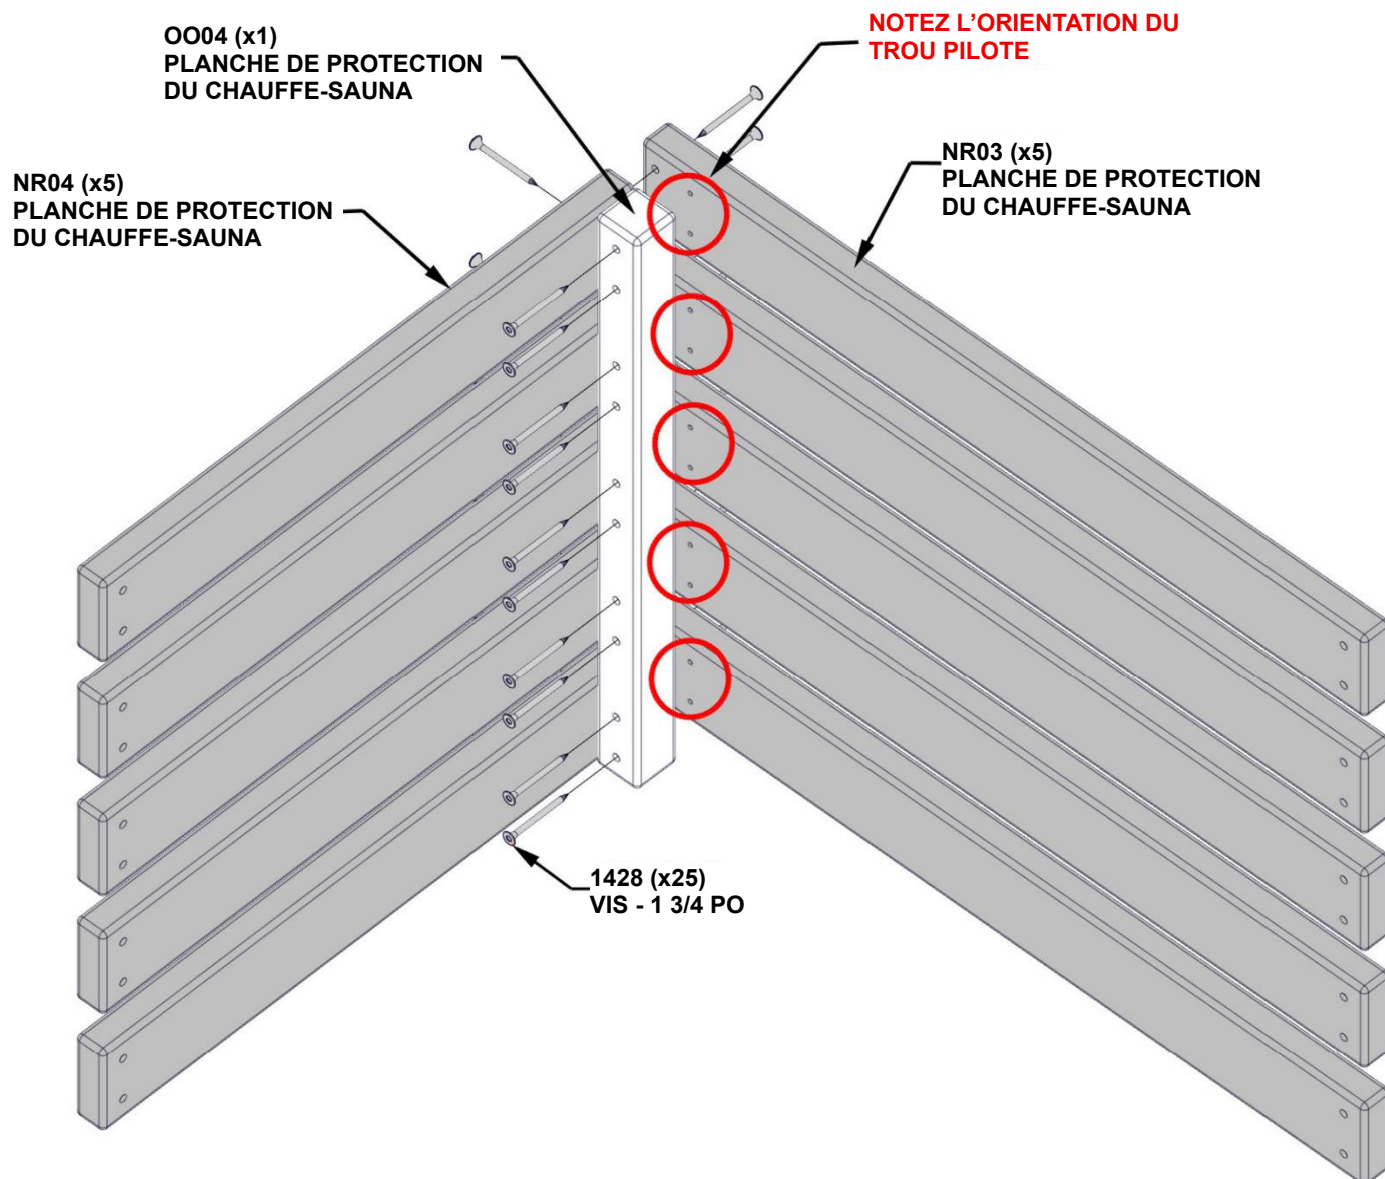 OO04 (x1)
PLANCHE DE PROTECTION
DU CHAUFFE-SAUNA
NOTEZ L’ORIENTATION DU
TROU PILOTE
NR03 (x5)
PLANCHE DE PROTECTION
DU CHAUFFE-SAUNA
NR04 (x5)
PLANCHE DE PROTECTION
DU CHAUFFE-SAUNA
1428 (x25)
VIS - 1 3/4 PO